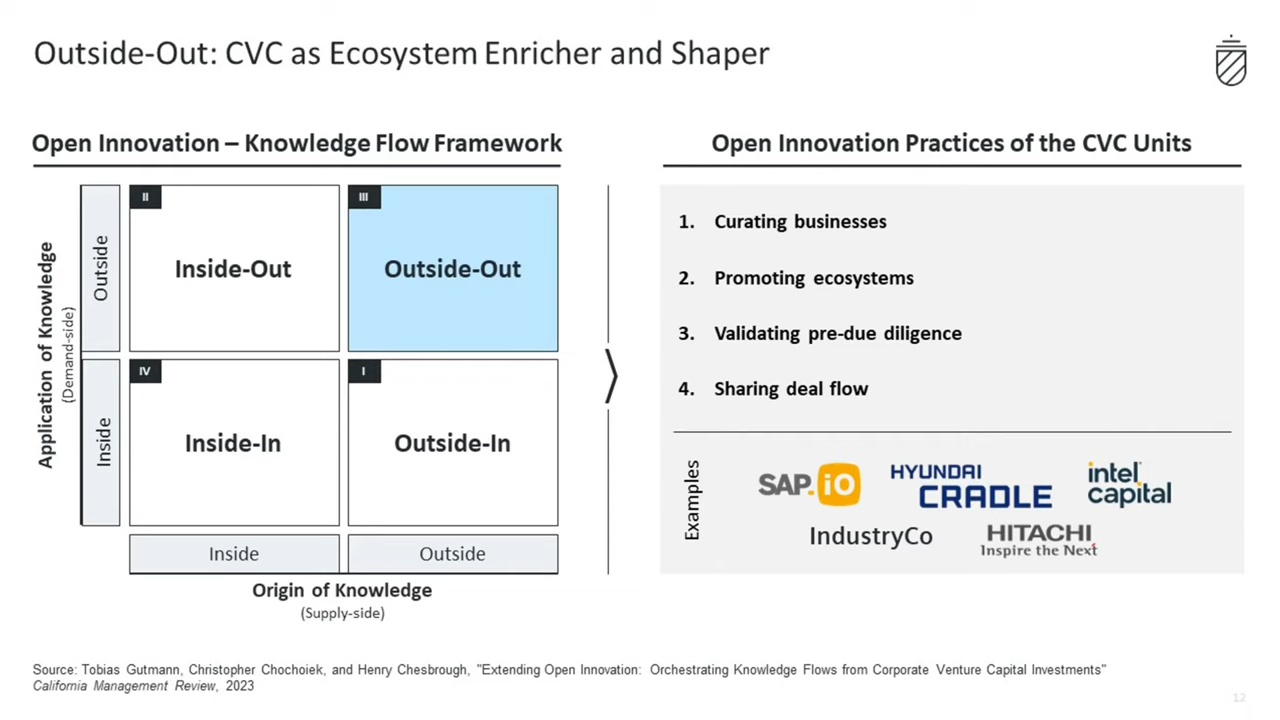 Outside-Out: CVC as Ecosystem Enricher and Shaper
Open Innovation – Knowledge Flow Framework
Application of Knowledge
(Demand-side)
Outside
Inside
II
Inside-Out
III
Outside-Out
IV
Inside-In
I
Outside-In
Inside
Outside
Origin of Knowledge
(Supply-side)
Open Innovation Practices of the CVC Units
1. Curating businesses
2. Promoting ecosystems
3. Validating pre-due diligence
4. Sharing deal flow
Examples
SAP.iO
HYUNDAI
CRADLE
intel
capital
IndustryCo
HITACHI
Inspire the Next
Source: Tobias Gutmann, Christopher Chochoiek, and Henry Chesbrough, "Extending Open Innovation: Orchestrating Knowledge Flows from Corporate Venture Capital Investments"
California Management Review, 2023
12